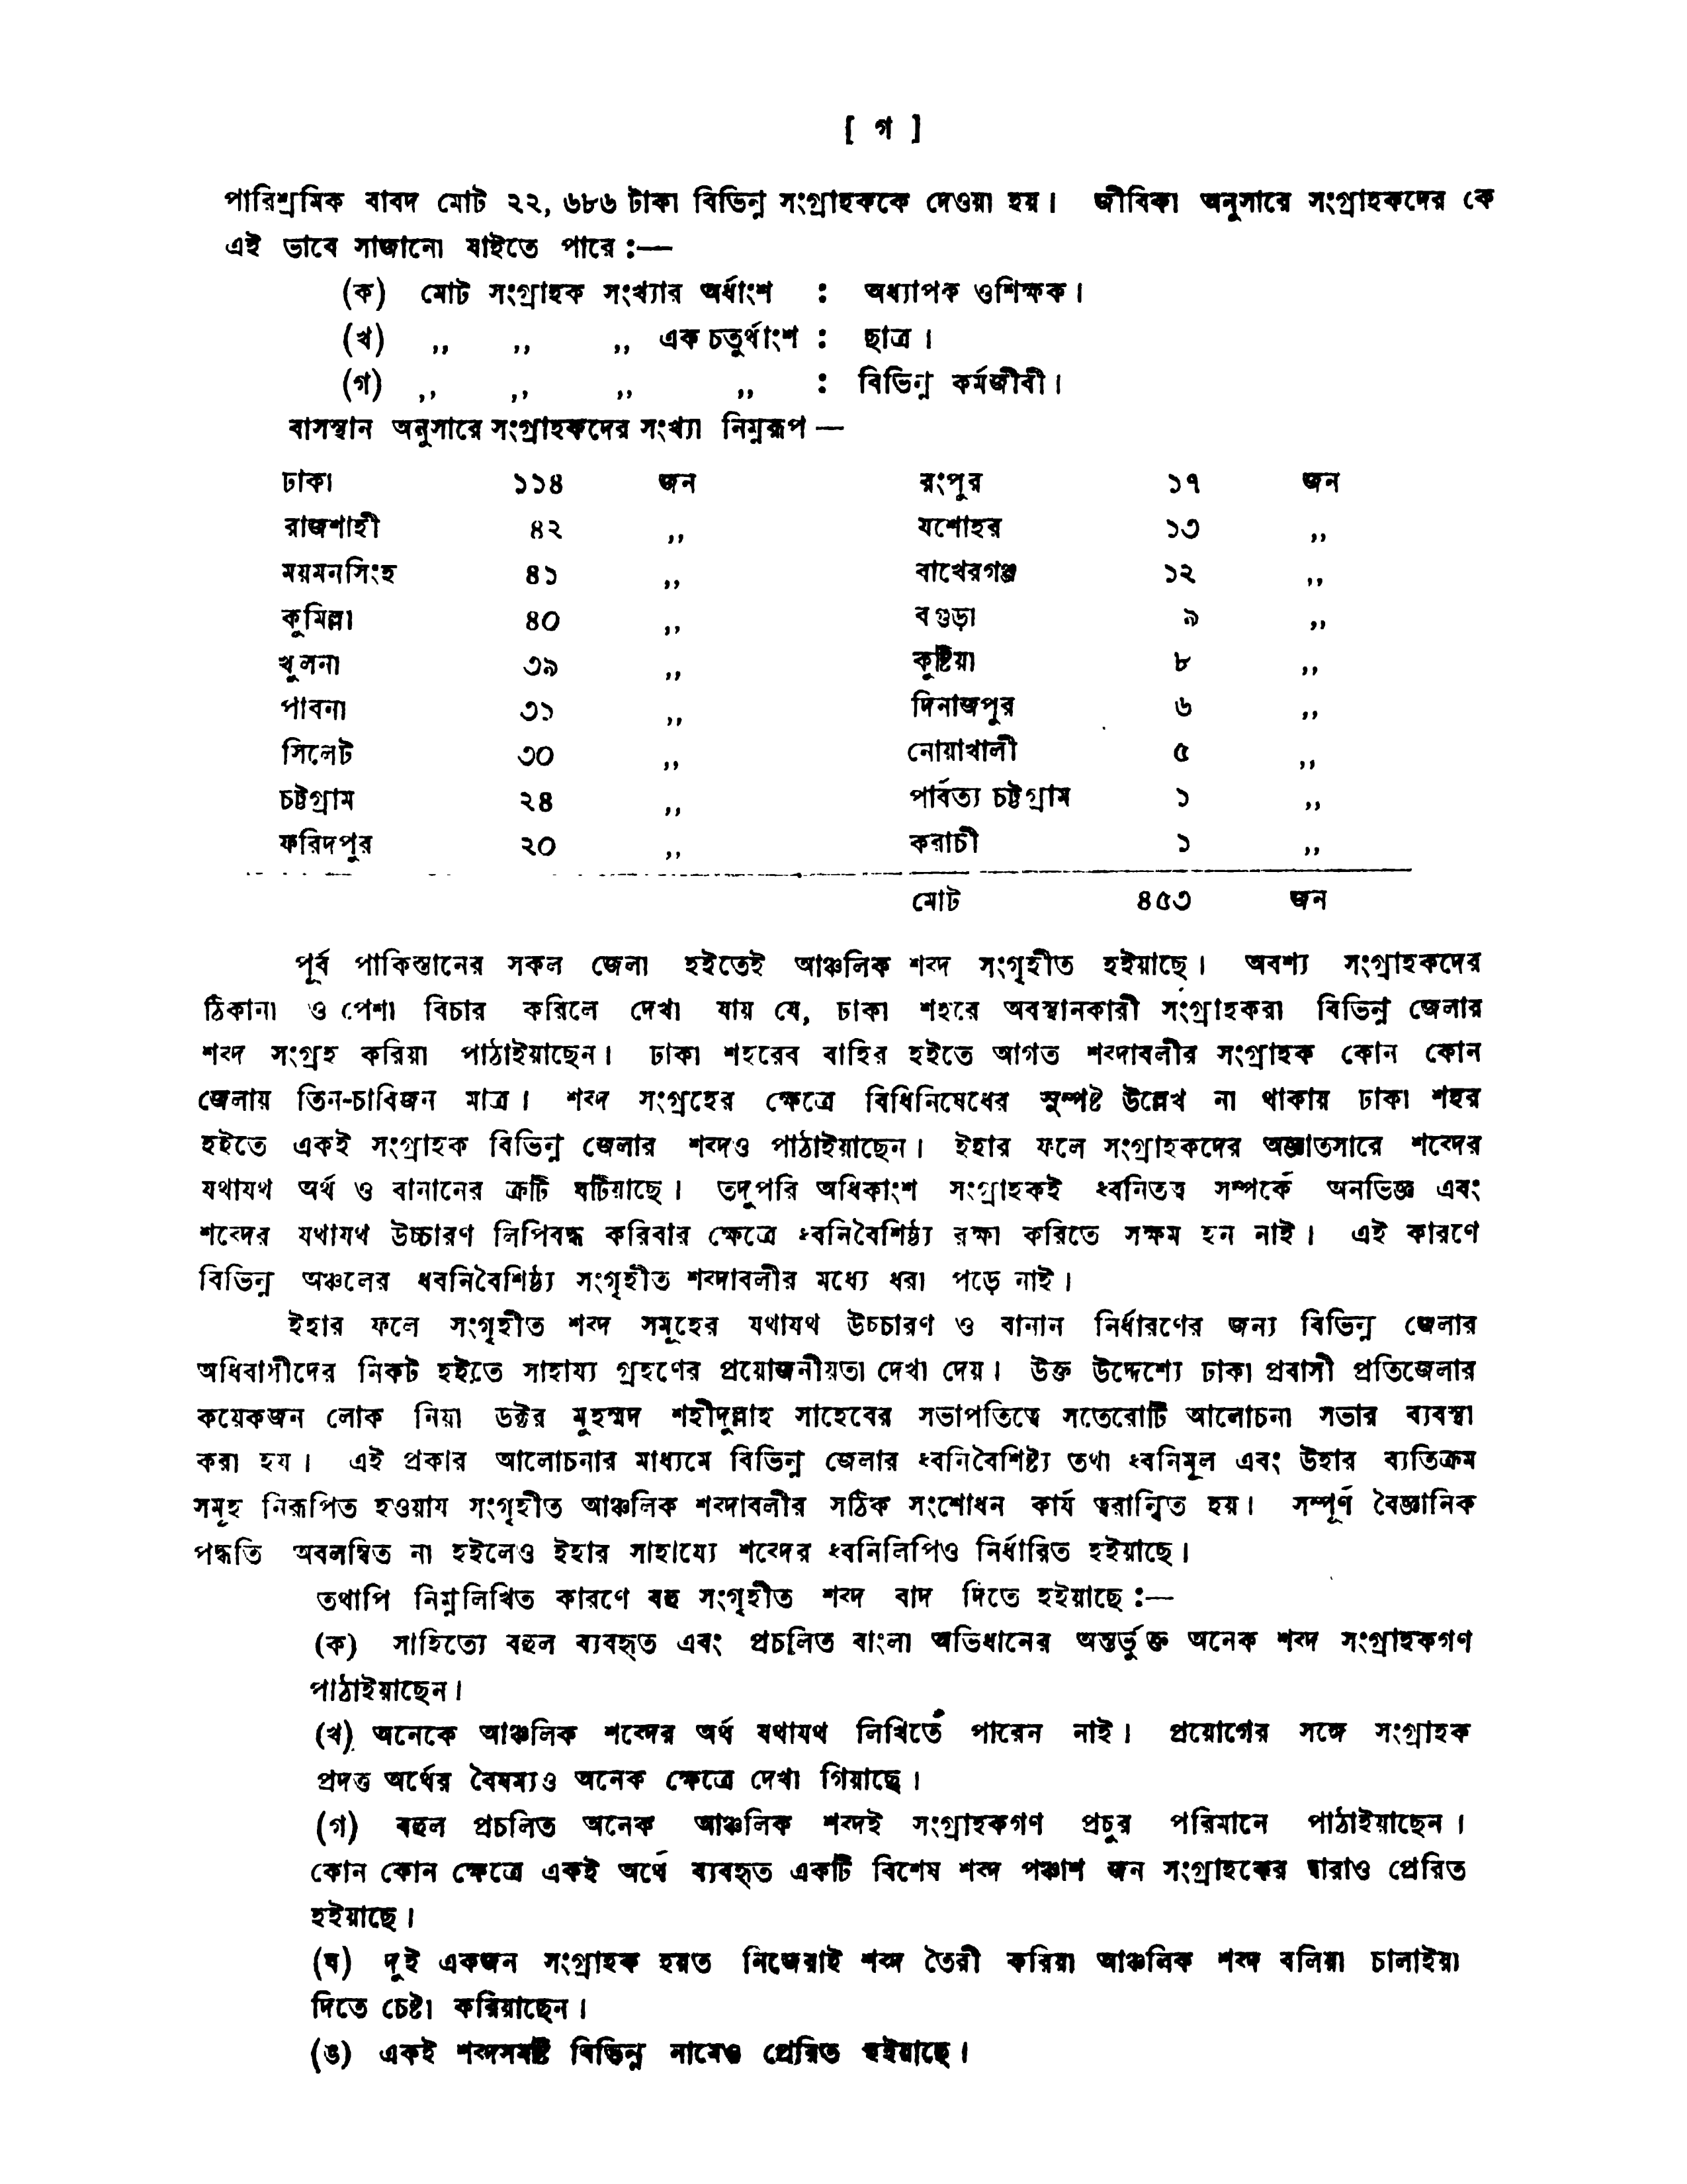 [ গ ]
পারিশ্রমিক বাবদ মোট ২২, ৬৮৬ টাকা বিভিন্ন সংগ্রাহককে দেওয়া হয়। জীবিকা অনুসারে সংগ্রাহকদের কে
এই ভাবে সাজানো যাইতে পারে :—
(ক) মোট সংগ্রাহক সংখ্যার অর্ধাংশ : অধ্যাপক ওশিক্ষক।
(খ) ,, ,, ,, এক চতুর্থাংশ : ছাত্র।
(গ) ,, ,, ,, ,, : বিভিন্ন কর্মজীবী।
বাসস্থান অনুসারে সংগ্রাহকদের সংখ্যা নিম্নরূপ —
ঢাকা ১১৪ জন রংপুর ১৭ জন
রাজশাহী ৪২ ,, যশোহর ১৩ ,,
ময়মনসিংহ ৪১ ,, বাখেরগঞ্জ ১২ ,,
কুমিল্লা ৪০ ,, বগুড়া ৯ ,,
খুলনা ৩৯ ,, কুষ্টিয়া ৮ ,,
পাবনা ৩১ ,, দিনাজপুর ৬ ,,
সিলেট ৩০ ,, নোয়াখালী ৫ ,,
চট্টগ্রাম ২৪ ,, পার্বত্য চট্টগ্রাম ১ ,,
ফরিদপুর ২০ ,, করাচী ১ ,,
মোট ৪৫৩ জন
পূর্ব পাকিস্তানের সকল জেলা হইতেই আঞ্চলিক শব্দ সংগৃহীত হইয়াছে। অবশ্য সংগ্রাহকদের
ঠিকানা ও পেশা বিচার করিলে দেখা যায় যে, ঢাকা শহরে অবস্থানকারী সংগ্রাহকরা বিভিন্ন জেলার
শব্দ সংগ্রহ করিয়া পাঠাইয়াছেন। ঢাকা শহরেব বাহির হইতে আগত শব্দাবলীর সংগ্রাহক কোন কোন
জেলায় তিন-চাবিজন মাত্র। শব্দ সংগ্রহের ক্ষেত্রে বিধিনিষেধের সুস্পষ্ট উল্লেখ না থাকায় ঢাকা শহর
হইতে একই সংগ্রাহক বিভিন্ন জেলার শব্দও পাঠাইয়াছেন। ইহার ফলে সংগ্রাহকদের অজ্ঞাতসারে শব্দের
যথাযথ অর্থ ও বানানের ত্রুটি ঘটিয়াছে। তদুপরি অধিকাংশ সংগ্রাহকই ধ্বনিতত্ব সম্পর্কে অনভিজ্ঞ এবং
শব্দের যথাযথ উচ্চারণ লিপিবদ্ধ করিবার ক্ষেত্রে ধ্বনিবৈশিষ্ঠ্য রক্ষা করিতে সক্ষম হন নাই। এই কারণে
বিভিন্ন অঞ্চলের ধ্বনিবৈশিষ্ঠ্য সংগৃহীত শব্দাবলীর মধ্যে ধরা পড়ে নাই।
ইহার ফলে সংগৃহীত শব্দ সমূহের যথাযথ উচচারণ ও বানান নির্ধারণের জন্য বিভিন্ন জেলার
অধিবাসীদের নিকট হইতে সাহায্য গ্রহণের প্রয়োজনীয়তা দেখা দেয়। উক্ত উদ্দেশ্যে ঢাকা প্রবাসী প্রতিজেলার
কয়েকজন লোক নিয়া ডক্টর মুহম্মদ শহীদুল্লাহ সাহেবের সভাপতিত্বে সতেরোটি আলোচনা সভার ব্যবস্থা
করা হয। এই প্রকার আলোচনার মাধ্যমে বিভিন্ন জেলার ধ্বনিবৈশিষ্ট্য তথা ধ্বনিমূল এবং উহার ব্যতিক্রম
সমূহ নিরূপিত হওয়ায সংগৃহীত আঞ্চলিক শব্দাবলীর সঠিক সংশোধন কার্য ত্বরান্বিত হয়। সম্পূর্ণ বৈজ্ঞানিক
পদ্ধতি অবলম্বিত না হইলেও ইহার সাহায্যে শব্দের ধ্বনিলিপিও নির্ধারিত হইয়াছে।
তথাপি নিম্নলিখিত কারণে বহু সংগৃহীত শব্দ বাদ দিতে হইয়াছে :—
(ক) সাহিত্যে বহুল ব্যবহৃত এবং প্রচলিত বাংলা অভিধানের অন্তর্ভুক্ত অনেক শব্দ সংগ্রাহকগণ
পাঠাইয়াছেন।
(খ) অনেকে আঞ্চলিক শব্দের অর্থ যথাযথ লিখিতে পারেন নাই। প্রয়োগের সঙ্গে সংগ্রাহক
প্রদত্ত অর্থের বৈষম্যও অনেক ক্ষেত্রে দেখা গিয়াছে।
(গ) বহুল প্রচলিত অনেক আঞ্চলিক শব্দই সংগ্রাহকগণ প্রচুর পরিমানে পাঠাইয়াছেন।
কোন কোন ক্ষেত্রে একই অর্থে ব্যবহৃত একটি বিশেষ শব্দ পঞ্চাশ জন সংগ্রাহকের দ্বারাও প্রেরিত
হইয়াছে।
(ঘ) দুই একজন সংগ্রাহক হয়ত নিজেরাই শব্দ তৈরী করিয়া আঞ্চলিক শব্দ বলিয়া চালাইয়া
দিতে চেষ্টা করিয়াছেন।
(ঙ) একই শব্দসমষ্টি বিভিন্ন নামেও প্রেরিত হইয়াছে।